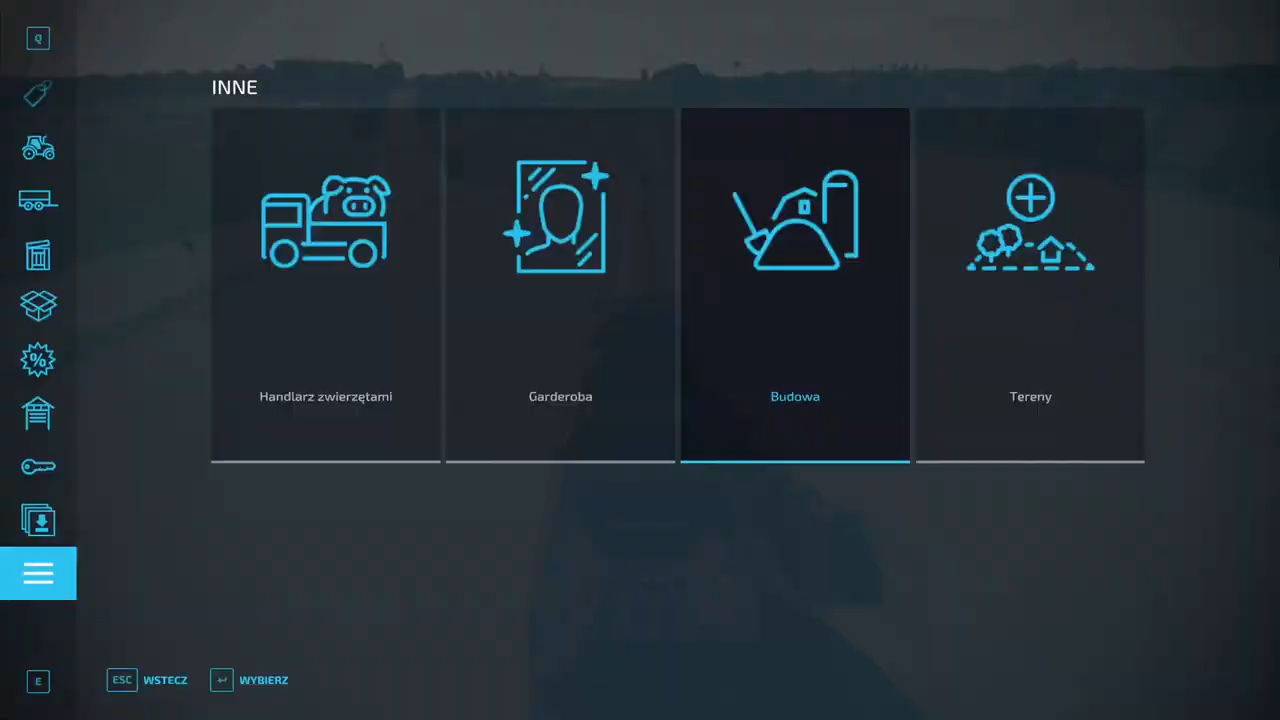 Q
INNE
%
Handlarz zwierzętami
Garderoba
Budowa
Tereny
E
ESC WSTECZ
↵ WYBIERZ